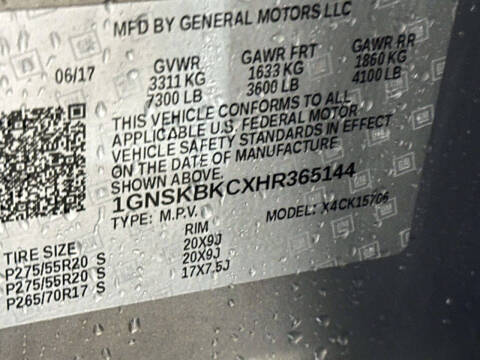 MFD BY GENERAL MOTORS LLC
06/17 GVWR GAWR FRT GAWR RR
3311 KG 1633 KG 1860 KG
7300 LB 3600 LB 4100 LB
THIS VEHICLE CONFORMS TO ALL
APPLICABLE U.S. FEDERAL MOTOR
VEHICLE SAFETY STANDARDS IN EFFECT
ON THE DATE OF MANUFACTURE
SHOWN ABOVE.
1GNSKBKCXHR365144
TYPE: M.P.V. MODEL: X4CK15706
TIRE SIZE RIM
P275/55R20 S 20X9J
P275/55R20 S 20X9J
P265/70R17 S 17X7.5J